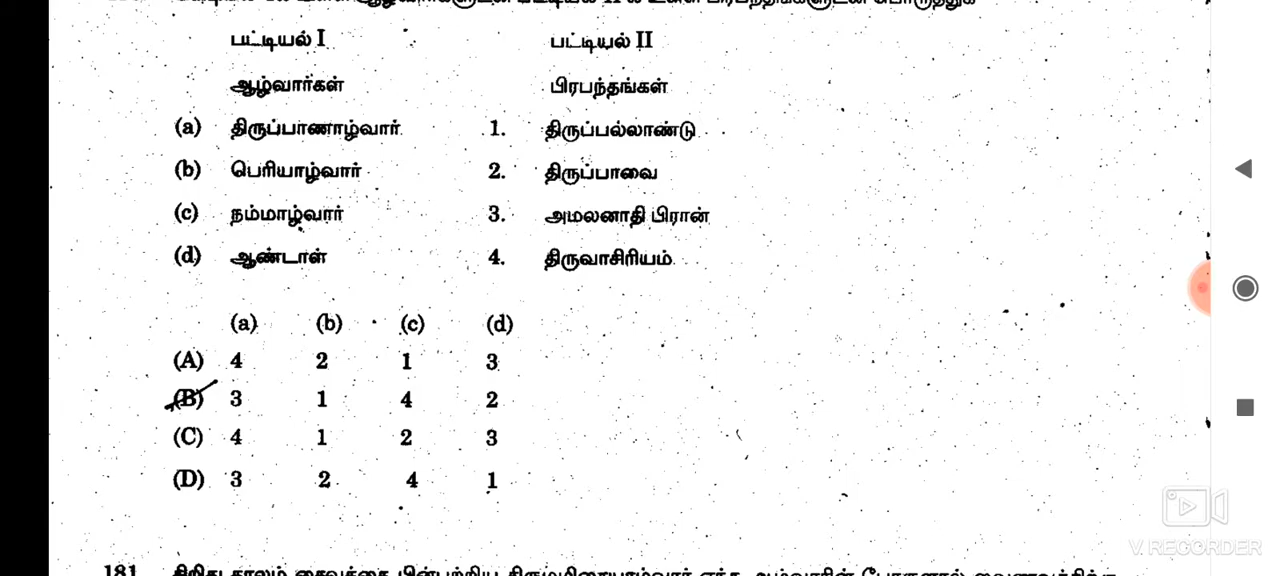 பட்டியல் I பட்டியல் II
ஆழ்வார்கள் பிரபந்தங்கள்
(a) திருப்பாணாழ்வார் 1. திருப்பல்லாண்டு
(b) பெரியாழ்வார் 2. திருப்பாவை
(c) நம்மாழ்வார் 3. அமலனாதி பிரான்
(d) ஆண்டாள் 4. திருவாசிரியம்
(a) (b) (c) (d)
(A) 4 2 1 3
(B) 3 1 4 2
(C) 4 1 2 3
(D) 3 2 4 1
V.RECORDER
181